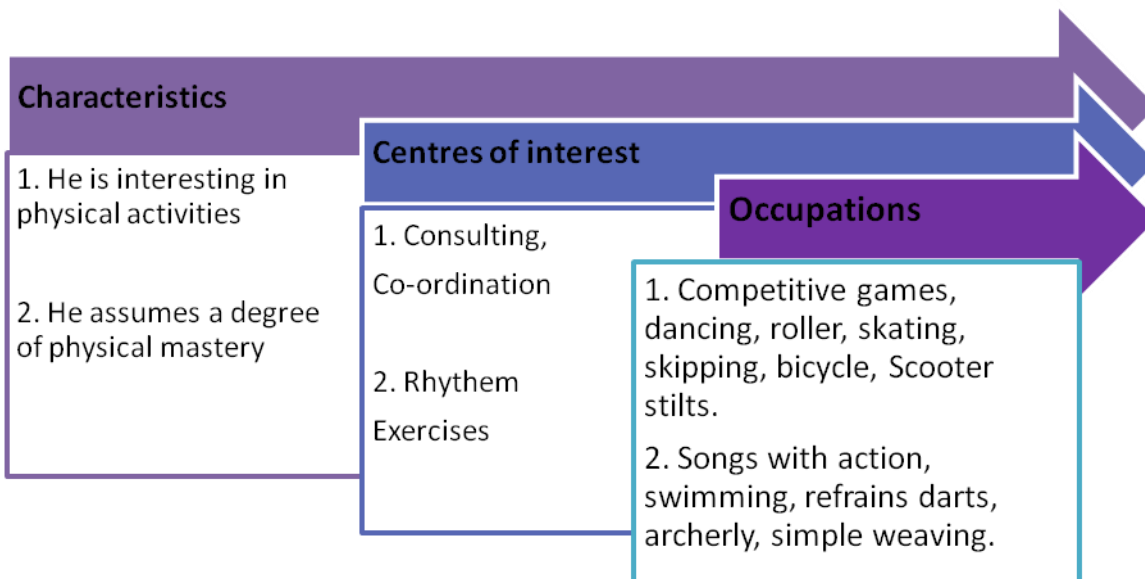 Characteristics
1. He is interesting in
physical activities
2. He assumes a degree
of physical mastery
Centres of interest
1. Consulting,
Co-ordination
2. Rhythem
Exercises
Occupations
1. Competitive games,
dancing, roller, skating,
skipping, bicycle, Scooter
stilts.
2. Songs with action,
swimming, refrains darts,
archerly, simple weaving.